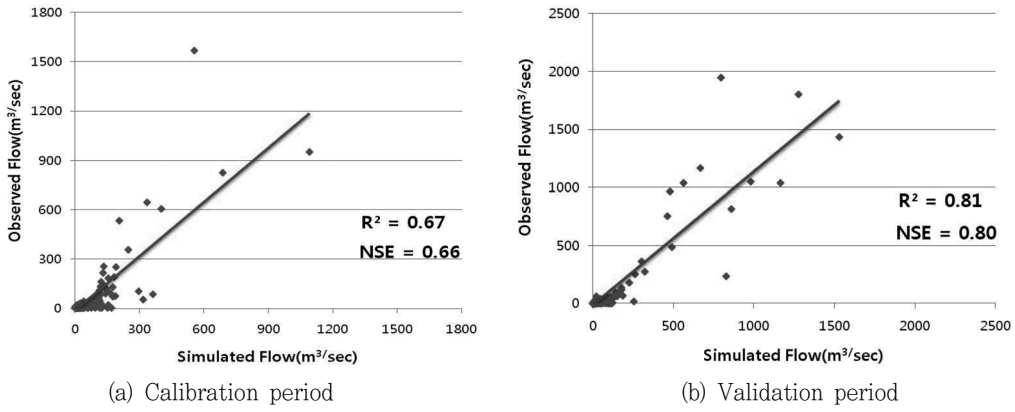 1800
1500
1200
900
600
300
0
0 300 600 900 1200 1500 1800
Observed Flow(m³/sec)
Simulated Flow(m³/sec)
R² = 0.67
NSE = 0.66
(a) Calibration period
2500
2000
1500
1000
500
0
0 500 1000 1500 2000 2500
Observed Flow(m³/sec)
Simulated Flow(m³/sec)
R² = 0.81
NSE = 0.80
(b) Validation period